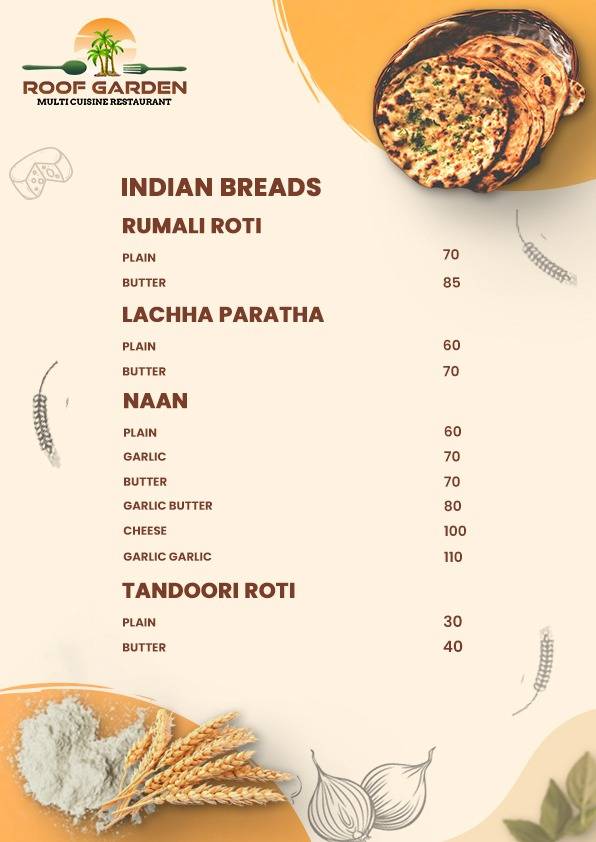 ROOF GARDEN
MULTI CUISINE RESTAURANT
INDIAN BREADS
RUMALI ROTI
PLAIN 70
BUTTER 85
LACHHA PARATHA
PLAIN 60
BUTTER 70
NAAN
PLAIN 60
GARLIC 70
BUTTER 70
GARLIC BUTTER 80
CHEESE 100
GARLIC GARLIC 110
TANDOORI ROTI
PLAIN 30
BUTTER 40